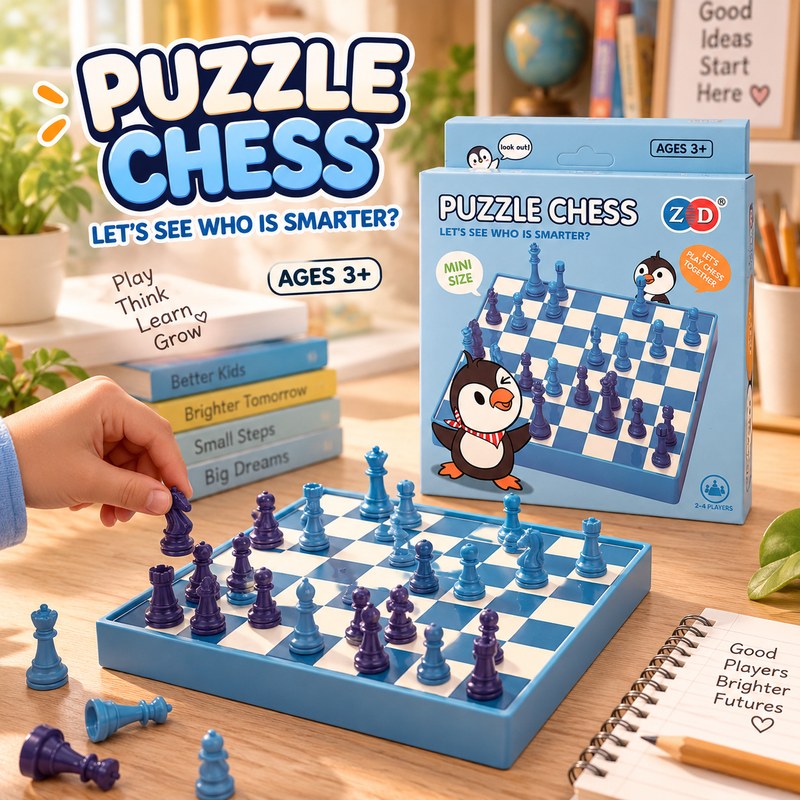 PUZZLE
CHESS
LET'S SEE WHO IS SMARTER?
AGES 3+
Good
Ideas
Start
Here
look out!
AGES 3+
PUZZLE CHESS
ZD®
LET'S SEE WHO IS SMARTER?
MINI
SIZE
LET'S
PLAY CHESS
TOGETHER
2-4 PLAYERS
Play
Think
Learn
Grow
Better Kids
Brighter Tomorrow
Small Steps
Big Dreams
Good
Players
Brighter
Futures